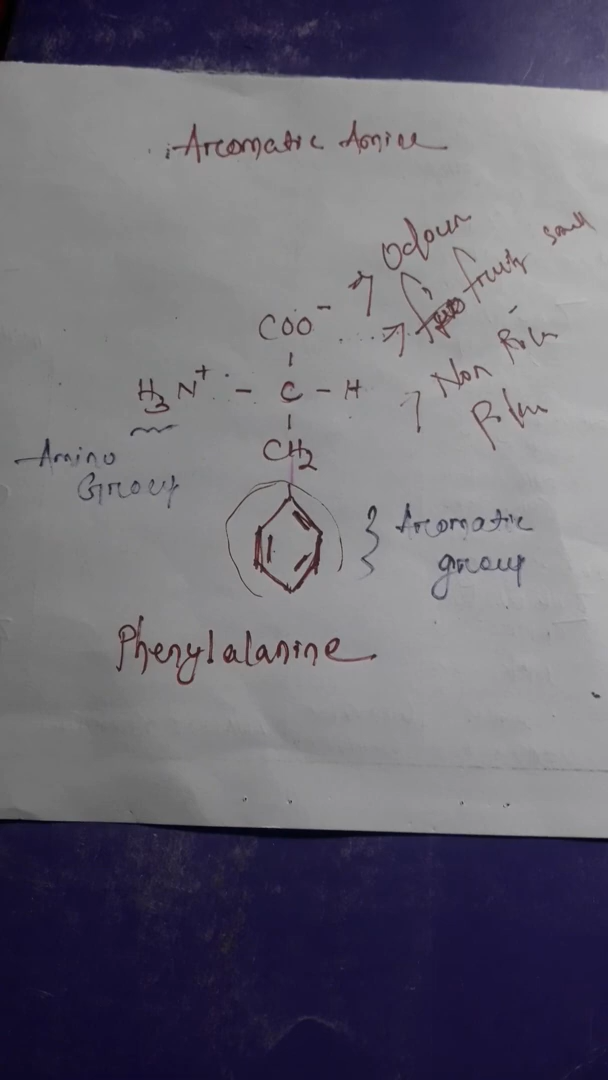 Aromatic Amine
Odour
fruity smell
COO⁻
H₃N⁺ - C - H
Non
Amino
Group
CH₂
Aromatic
group
Phenylalanine